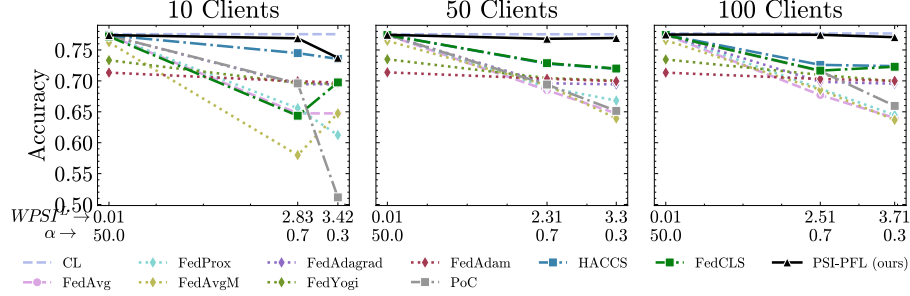 10 Clients 50 Clients 100 Clients
Accuracy
0.75
0.70
0.65
0.60
0.55
0.50
WPSI^L → 0.01 2.83 3.42 0.01 2.31 3.3 0.01 2.51 3.71
α → 50.0 0.7 0.3 50.0 0.7 0.3 50.0 0.7 0.3
CL FedProx FedAdagrad FedAdam HACCS FedCLS PSI-PFL (ours)
FedAvg FedAvgM FedYogi PoC